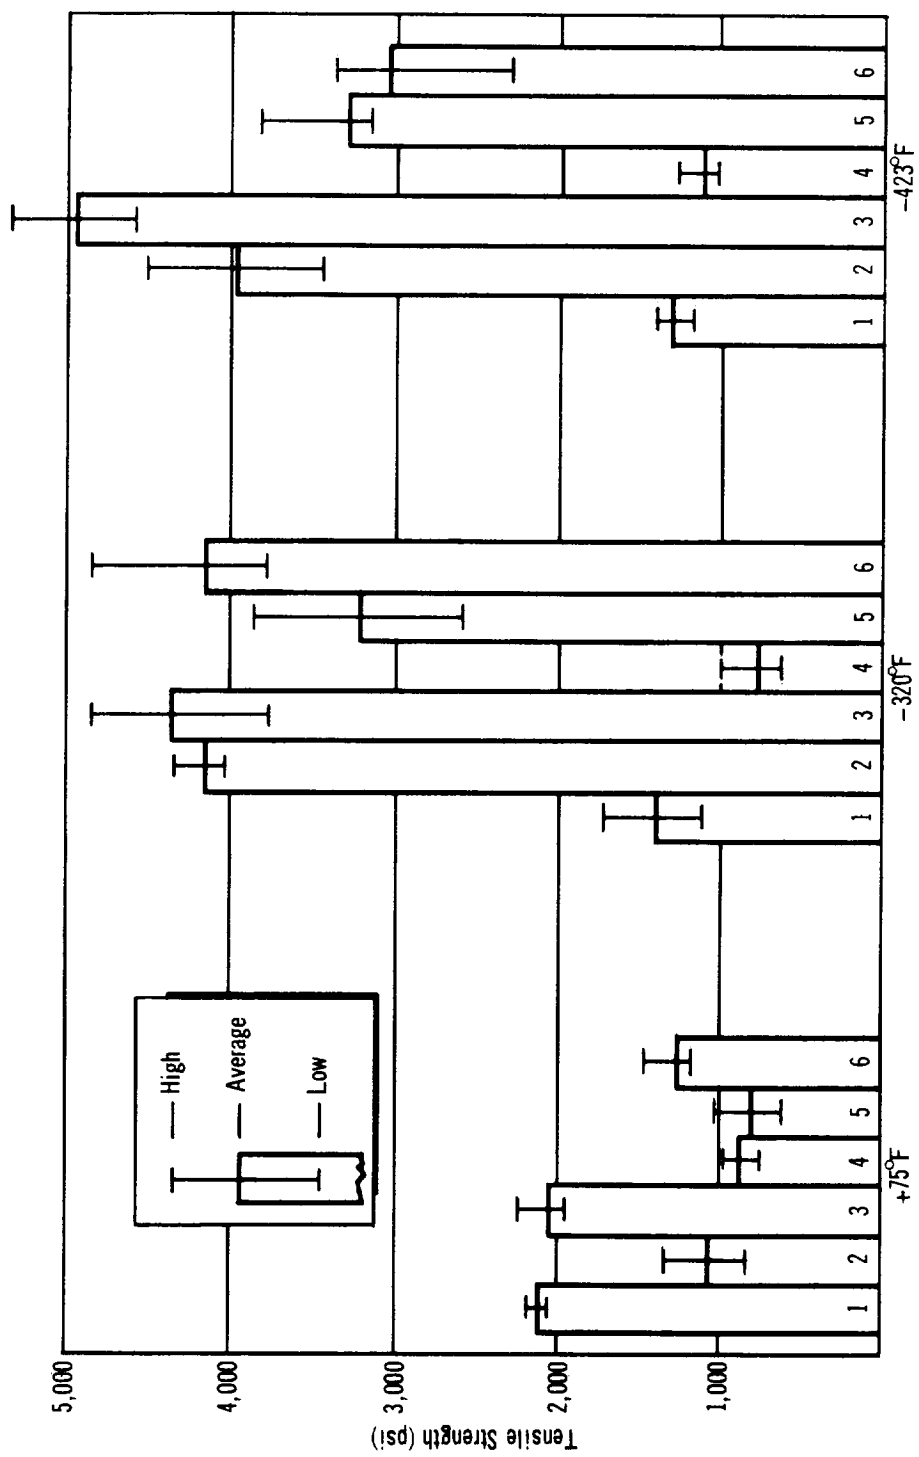 Tensile Strength (psi)
5,000
4,000
3,000
2,000
1,000
High
Average
Low
1 2 3 4 5 6
+75°F
1 2 3 4 5 6
−320°F
1 2 3 4 5 6
−423°F